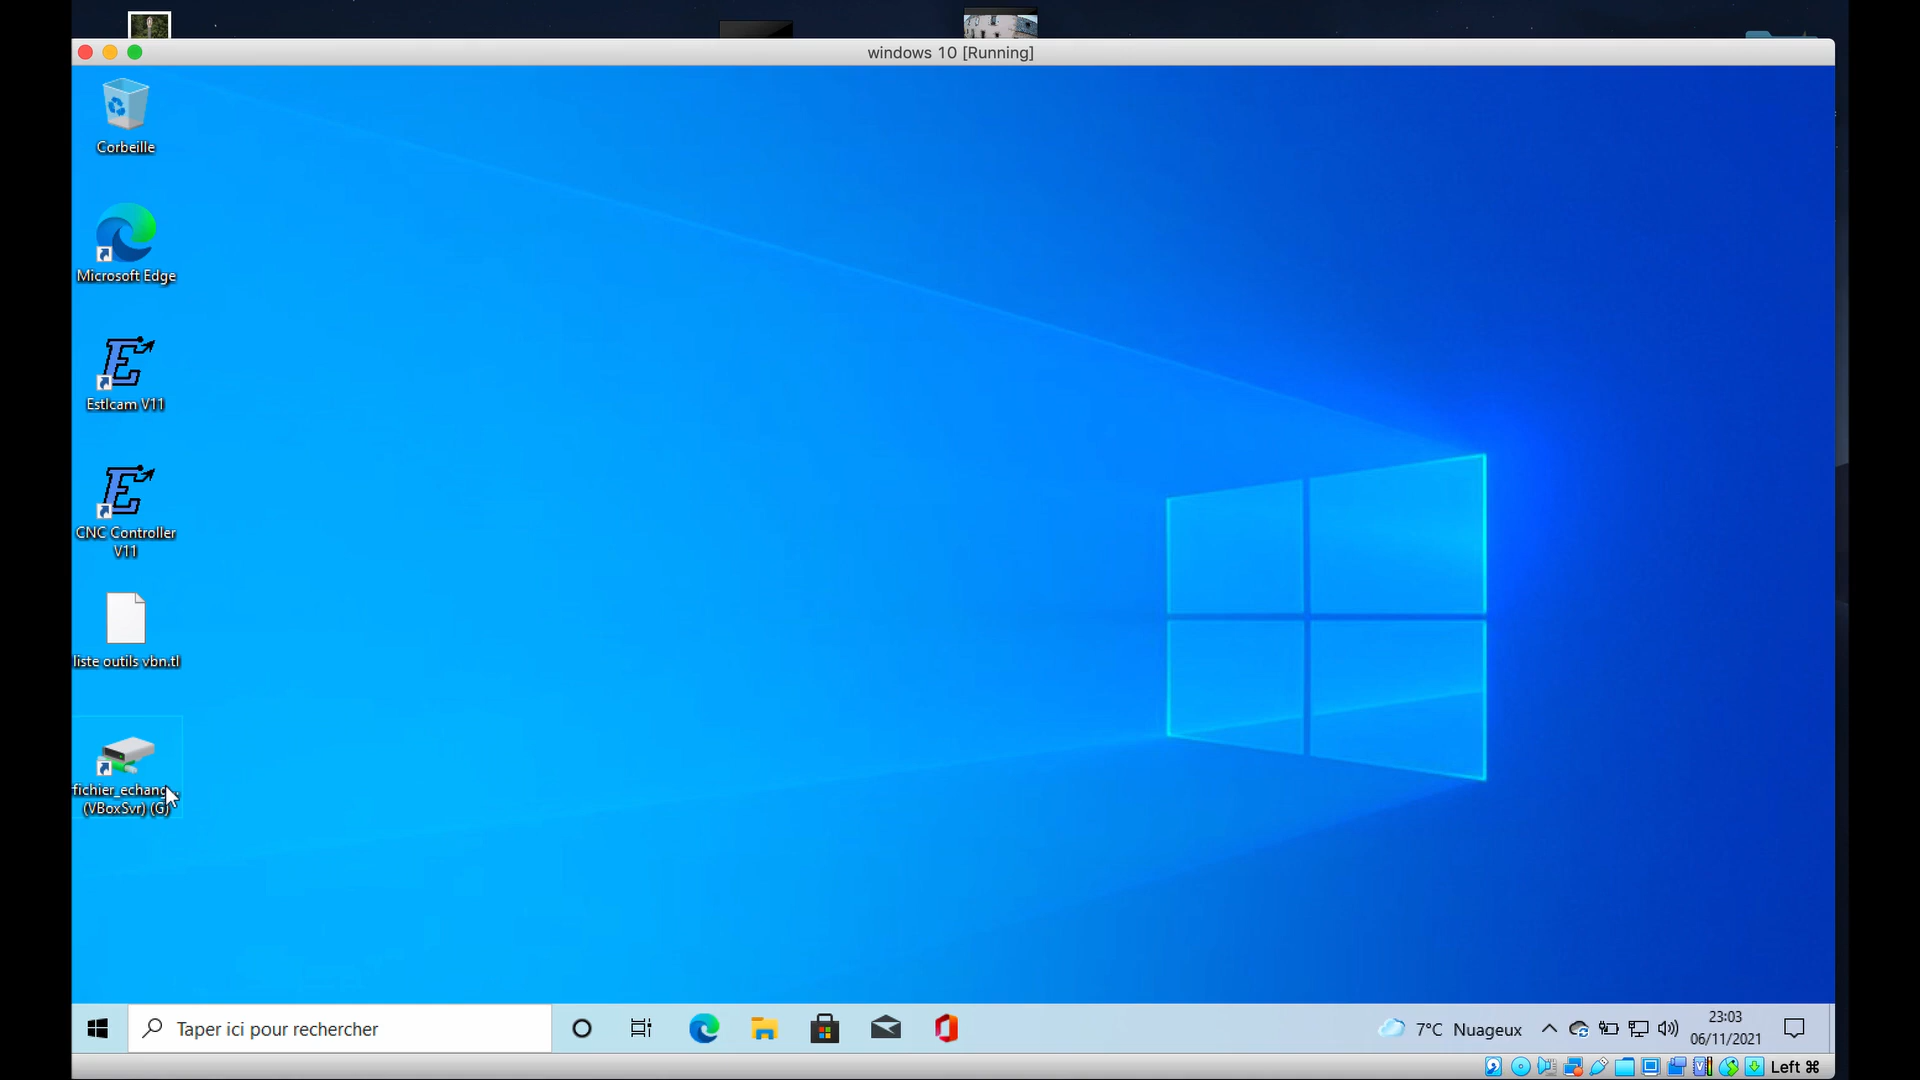 windows 10 [Running]
Corbeille
Microsoft Edge
Estlcam V11
CNC Controller
V11
liste outils vbn.tl
fichier_echang...
(VBoxSvr) (G)
Taper ici pour rechercher
7°C Nuageux
23:03
06/11/2021
Left ⌘